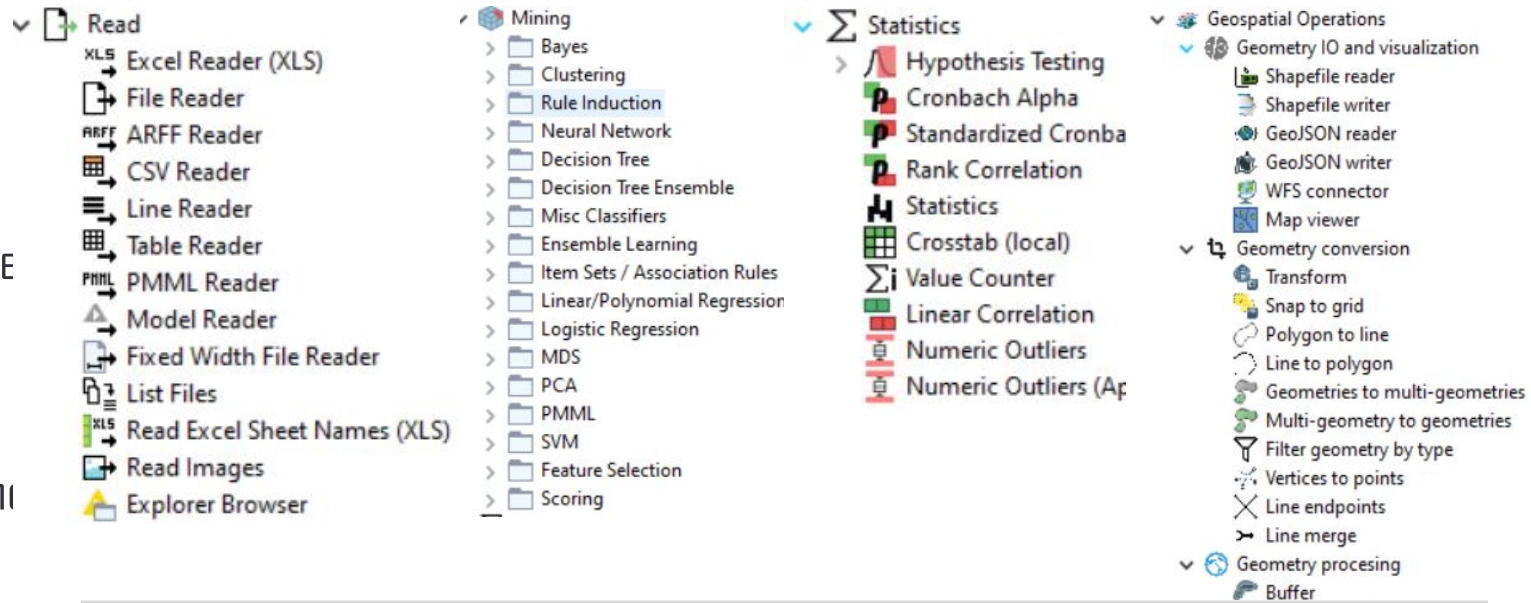 Read
XLS Excel Reader (XLS)
File Reader
ARFF ARFF Reader
CSV Reader
Line Reader
Table Reader
PMML PMML Reader
Model Reader
Fixed Width File Reader
List Files
XLS Read Excel Sheet Names (XLS)
Read Images
Explorer Browser
Mining
Bayes
Clustering
Rule Induction
Neural Network
Decision Tree
Decision Tree Ensemble
Misc Classifiers
Ensemble Learning
Item Sets / Association Rules
Linear/Polynomial Regression
Logistic Regression
MDS
PCA
PMML
SVM
Feature Selection
Scoring
Σ Statistics
Hypothesis Testing
ρ Cronbach Alpha
ρ Standardized Cronba
ρ Rank Correlation
Statistics
Crosstab (local)
Σi Value Counter
Linear Correlation
Numeric Outliers
Numeric Outliers (Ap
Geospatial Operations
Geometry IO and visualization
Shapefile reader
Shapefile writer
GeoJSON reader
GeoJSON writer
WFS connector
Map viewer
Geometry conversion
Transform
Snap to grid
Polygon to line
Line to polygon
Geometries to multi-geometries
Multi-geometry to geometries
Filter geometry by type
Vertices to points
Line endpoints
Line merge
Geometry procesing
Buffer